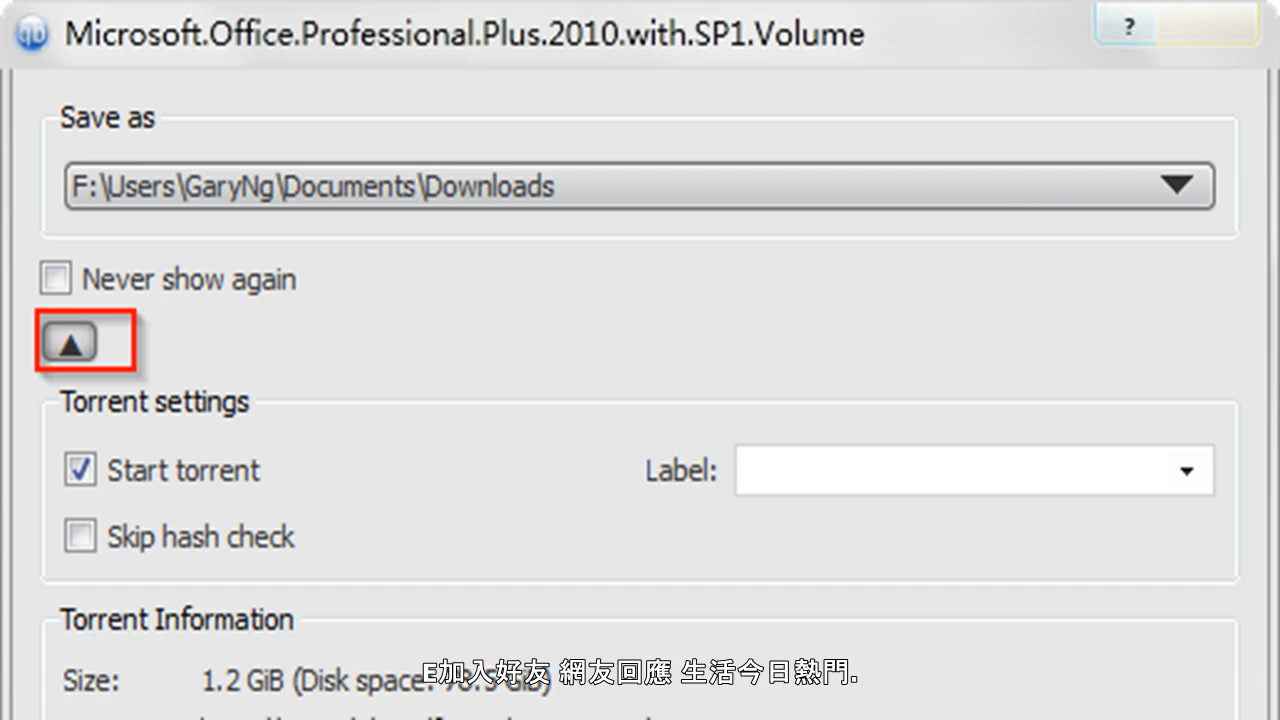 Microsoft.Office.Professional.Plus.2010.with.SP1.Volume
?
Save as
F:\Users\GaryNg\Documents\Downloads
Never show again
Torrent settings
Start torrent
Label:
Skip hash check
Torrent Information
Size: 1.2 GiB (Disk space:
E加入好友 網友回應 生活今日熱門.